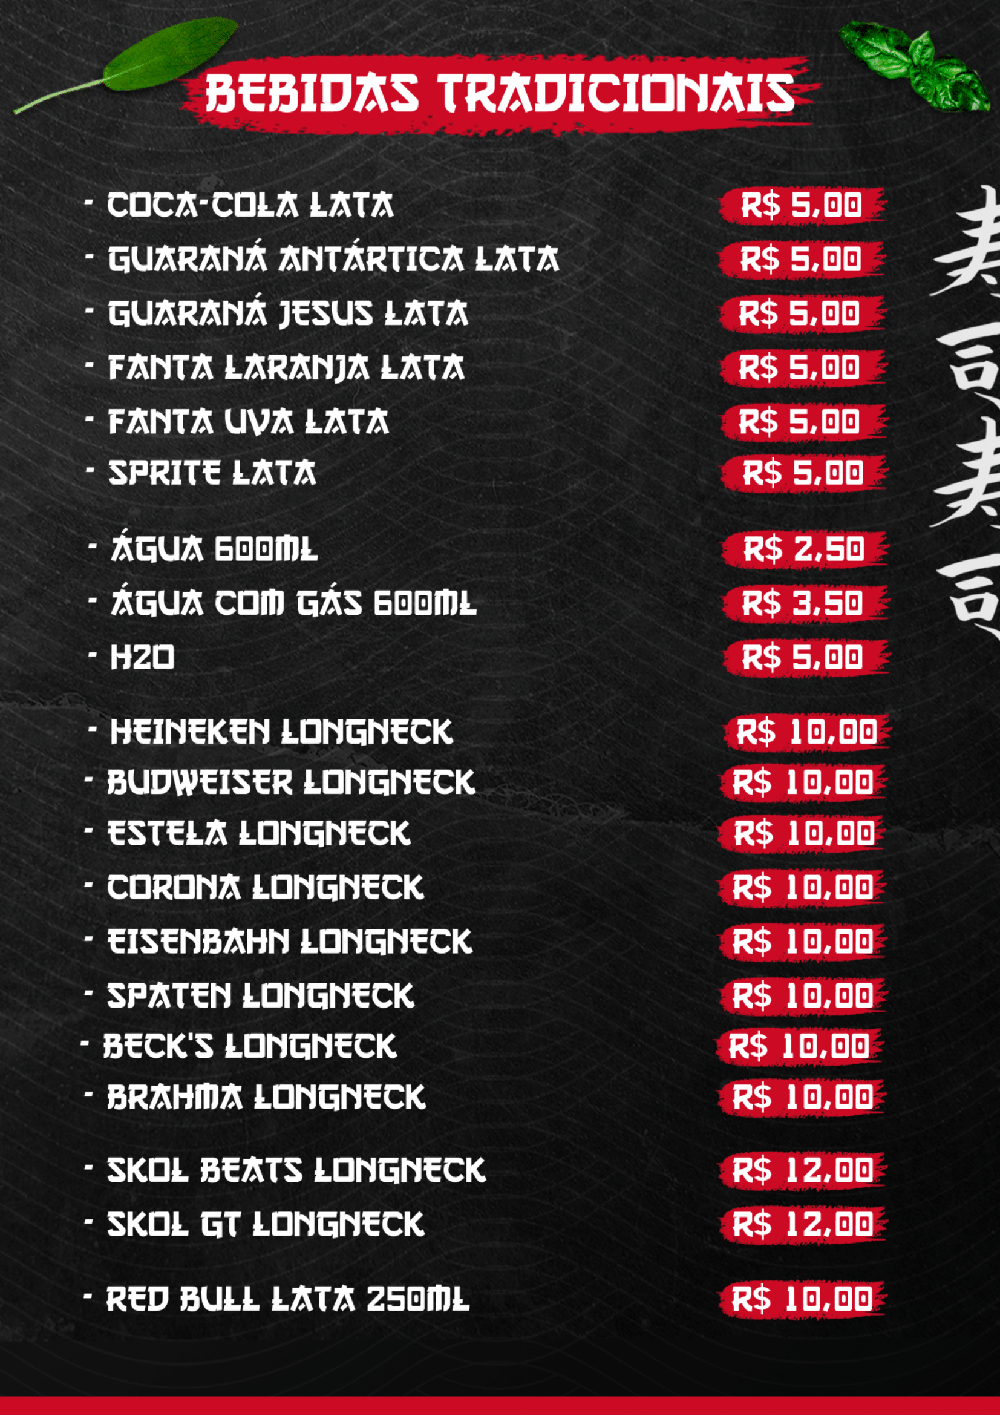 BEBIDAS TRADICIONAIS
- COCA-COLA LATA R$ 5,00
- GUARANÁ ANTÁRTICA LATA R$ 5,00
- GUARANÁ JESUS LATA R$ 5,00
- FANTA LARANJA LATA R$ 5,00
- FANTA UVA LATA R$ 5,00
- SPRITE LATA R$ 5,00
- ÁGUA 600ML R$ 2,50
- ÁGUA COM GÁS 600ML R$ 3,50
- H2O R$ 5,00
- HEINEKEN LONGNECK R$ 10,00
- BUDWEISER LONGNECK R$ 10,00
- ESTELA LONGNECK R$ 10,00
- CORONA LONGNECK R$ 10,00
- EISENBAHN LONGNECK R$ 10,00
- SPATEN LONGNECK R$ 10,00
- BECK'S LONGNECK R$ 10,00
- BRAHMA LONGNECK R$ 10,00
- SKOL BEATS LONGNECK R$ 12,00
- SKOL GT LONGNECK R$ 12,00
- RED BULL LATA 250ML R$ 10,00
寿司寿司